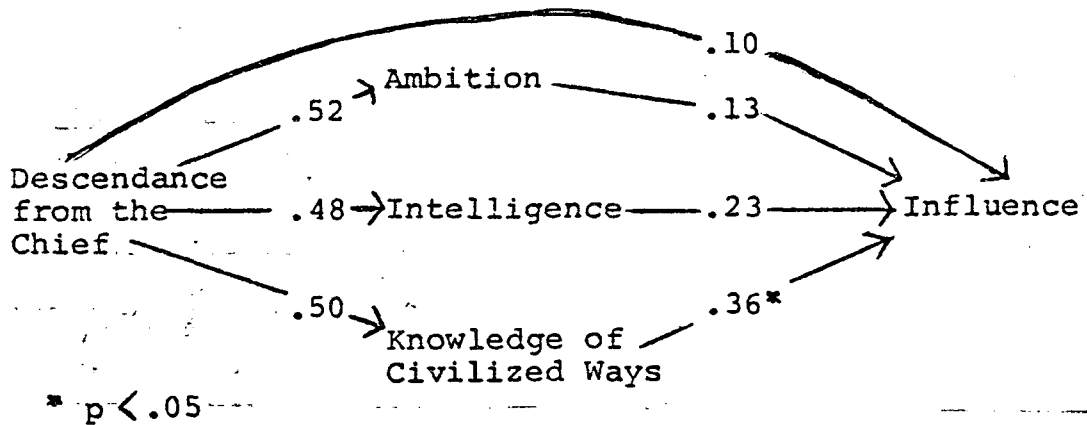 .10
Ambition
.52
.13
Descendance
from the
Chief
.48
Intelligence
.23
Influence
.50
.36*
Knowledge of
Civilized Ways
* p <.05